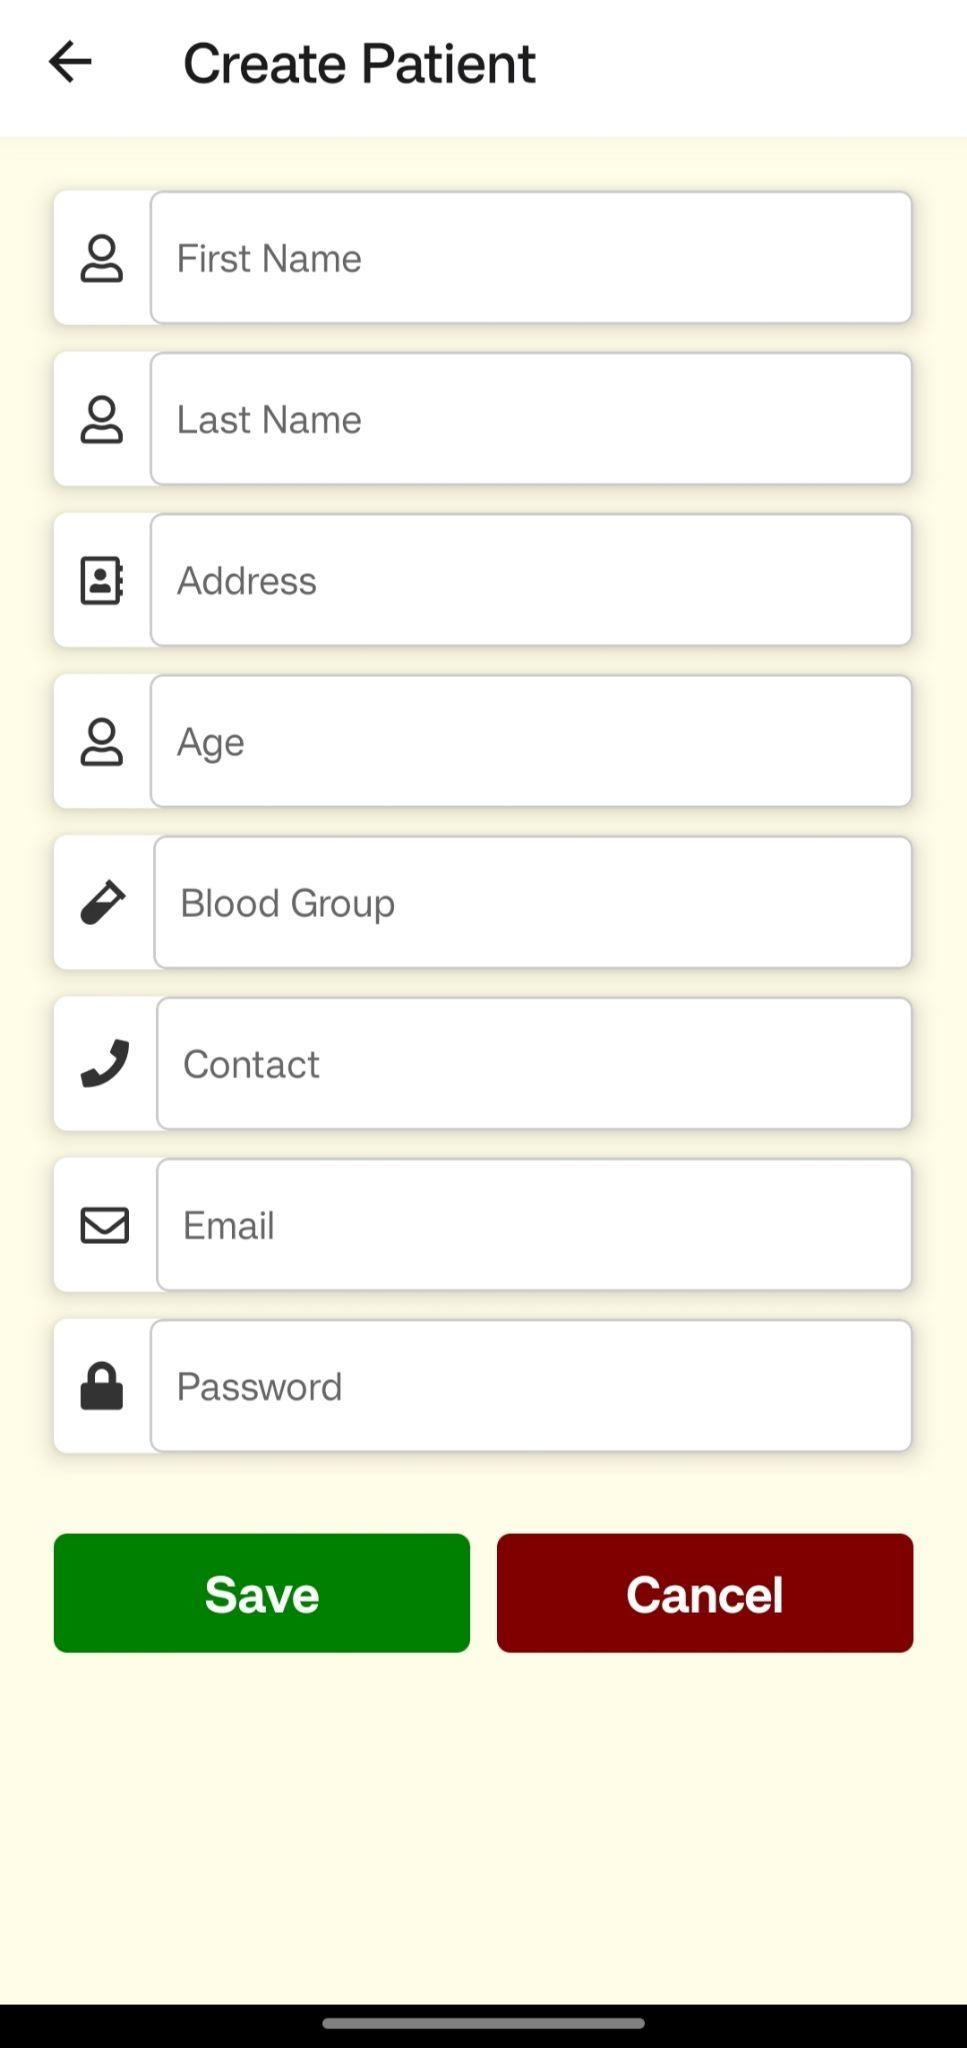 Create Patient
First Name
Last Name
Address
Age
Blood Group
Contact
Email
Password
Save
Cancel